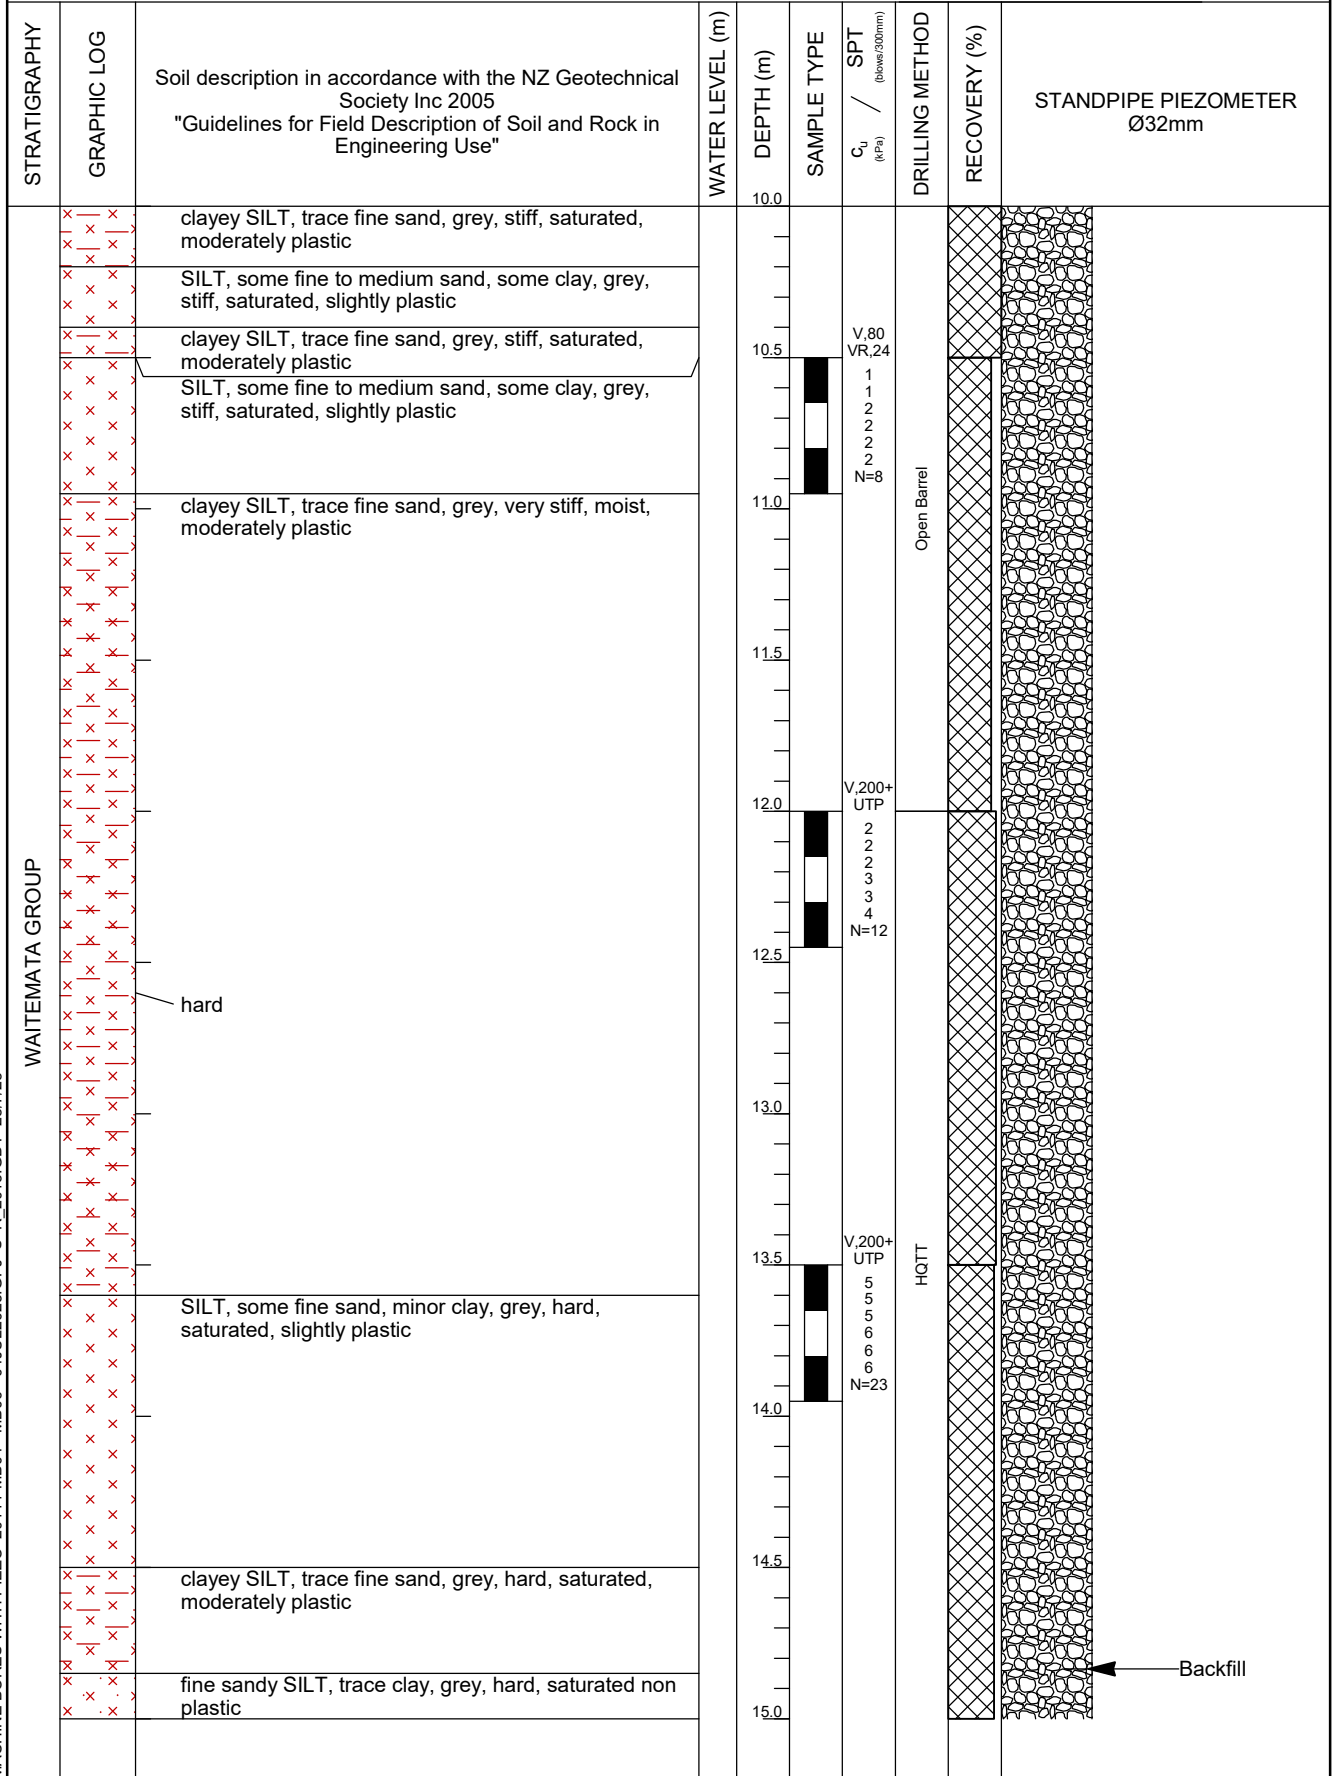 STRATIGRAPHY
GRAPHIC LOG
Soil description in accordance with the NZ Geotechnical
Society Inc 2005
"Guidelines for Field Description of Soil and Rock in
Engineering Use"
WATER LEVEL (m)
DEPTH (m)
SAMPLE TYPE
cu (kPa) / SPT (blows/300mm)
DRILLING METHOD
RECOVERY (%)
STANDPIPE PIEZOMETER
Ø32mm
10.0
clayey SILT, trace fine sand, grey, stiff, saturated,
moderately plastic
SILT, some fine to medium sand, some clay, grey,
stiff, saturated, slightly plastic
clayey SILT, trace fine sand, grey, stiff, saturated,
moderately plastic
V,80
VR,24
10.5
SILT, some fine to medium sand, some clay, grey,
stiff, saturated, slightly plastic
1
1
2
2
2
2
N=8
Open Barrel
clayey SILT, trace fine sand, grey, very stiff, moist,
moderately plastic
11.0
11.5
V,200+
UTP
12.0
2
2
2
3
3
4
N=12
12.5
WAITEMATA GROUP
hard
13.0
V,200+
UTP
13.5
HQTT
SILT, some fine sand, minor clay, grey, hard,
saturated, slightly plastic
5
5
5
6
6
6
N=23
14.0
14.5
clayey SILT, trace fine sand, grey, hard, saturated,
moderately plastic
fine sandy SILT, trace clay, grey, hard, saturated non
plastic
Backfill
15.0